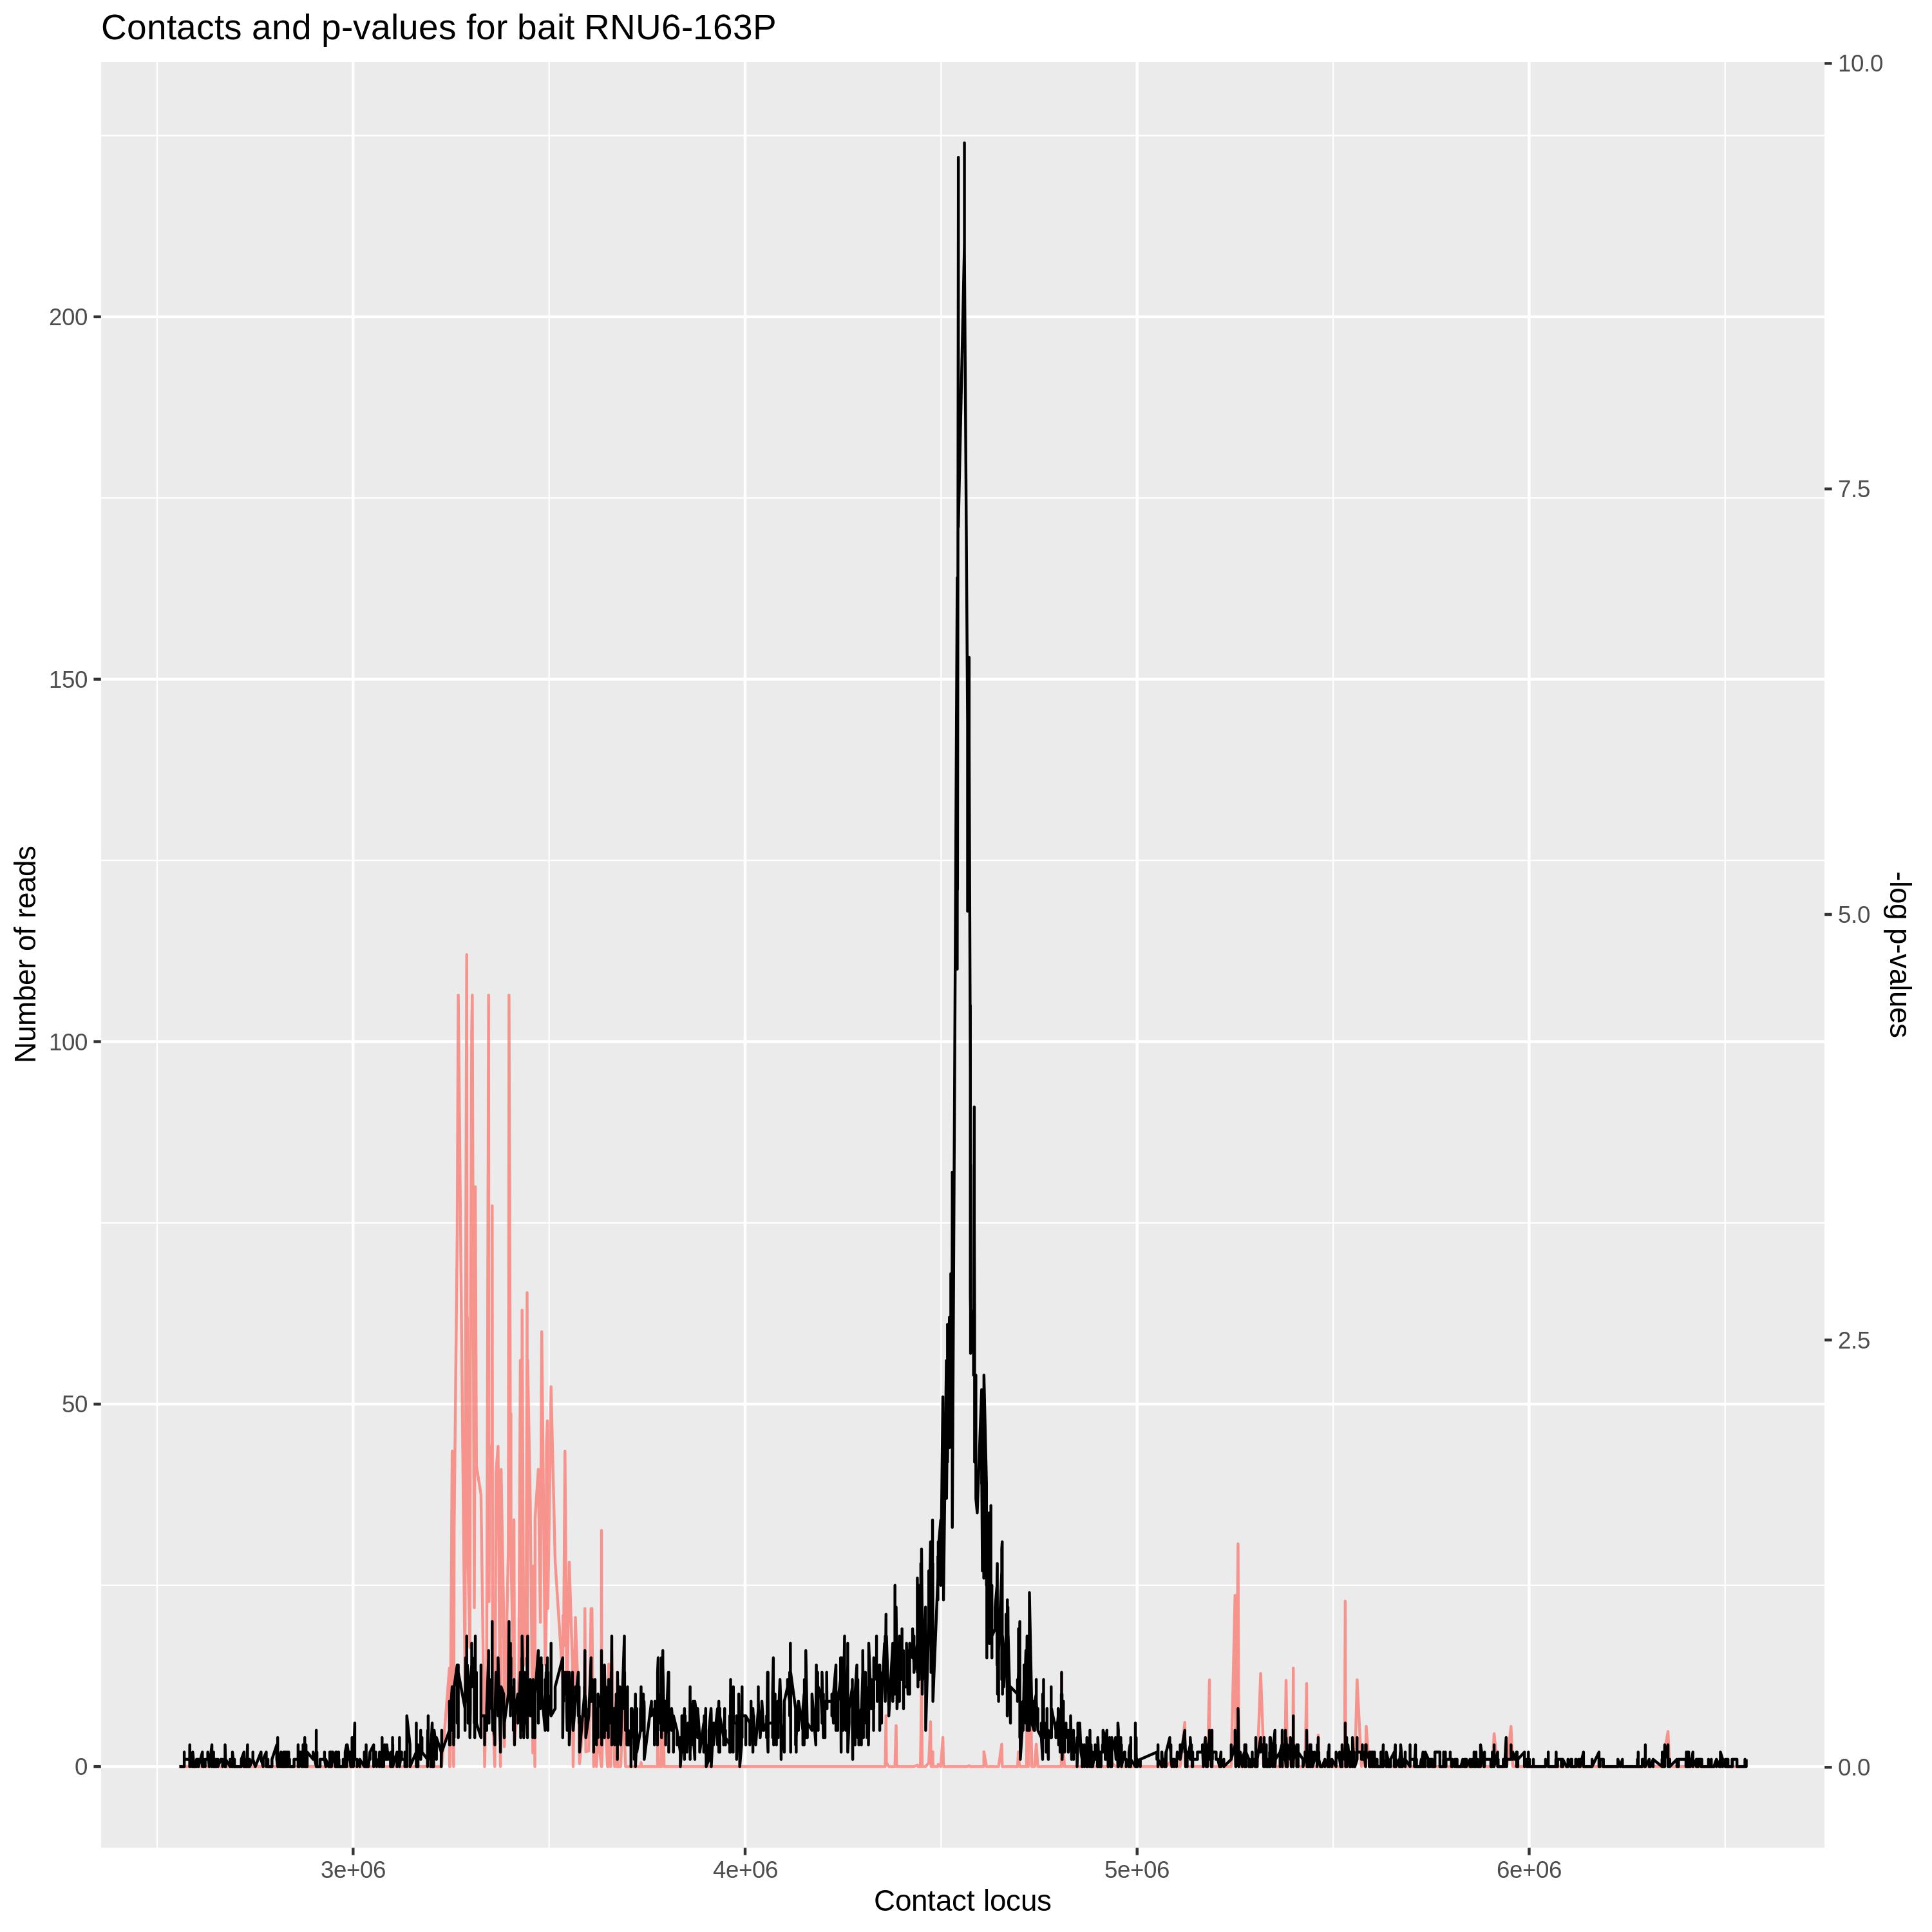 Contacts and p-values for bait RNU6-163P
10.0
7.5
5.0
2.5
0.0
-log p-values
200
150
100
50
0
Number of reads
3e+06
4e+06
5e+06
6e+06
Contact locus